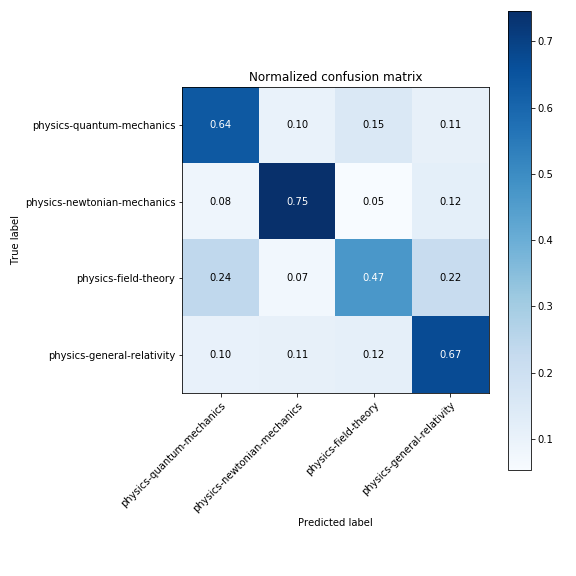 Normalized confusion matrix
True label
physics-quantum-mechanics 0.64 0.10 0.15 0.11
physics-newtonian-mechanics 0.08 0.75 0.05 0.12
physics-field-theory 0.24 0.07 0.47 0.22
physics-general-relativity 0.10 0.11 0.12 0.67
physics-quantum-mechanics
physics-newtonian-mechanics
physics-field-theory
physics-general-relativity
Predicted label
0.7
0.6
0.5
0.4
0.3
0.2
0.1